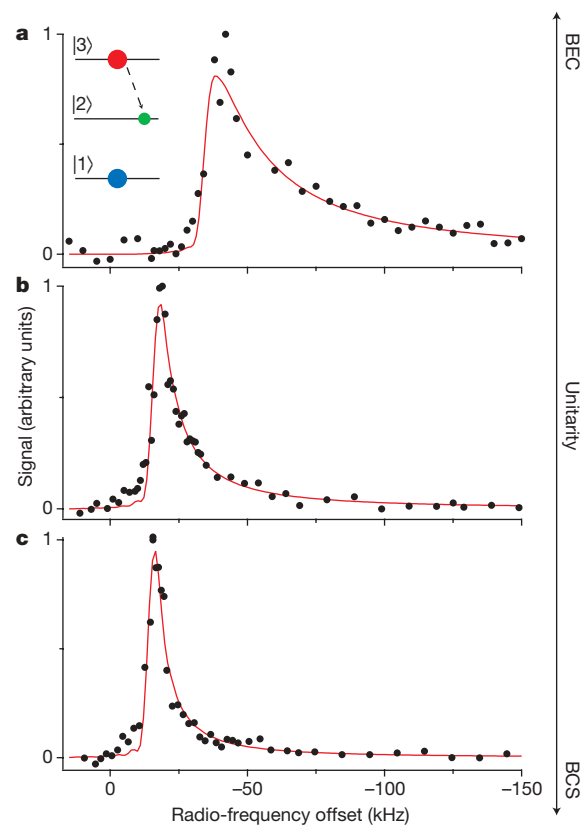 a
|3⟩
|2⟩
|1⟩
1
0
b
1
0
c
1
0
Signal (arbitrary units)
0
−50
−100
−150
Radio-frequency offset (kHz)
BEC
Unitarity
BCS